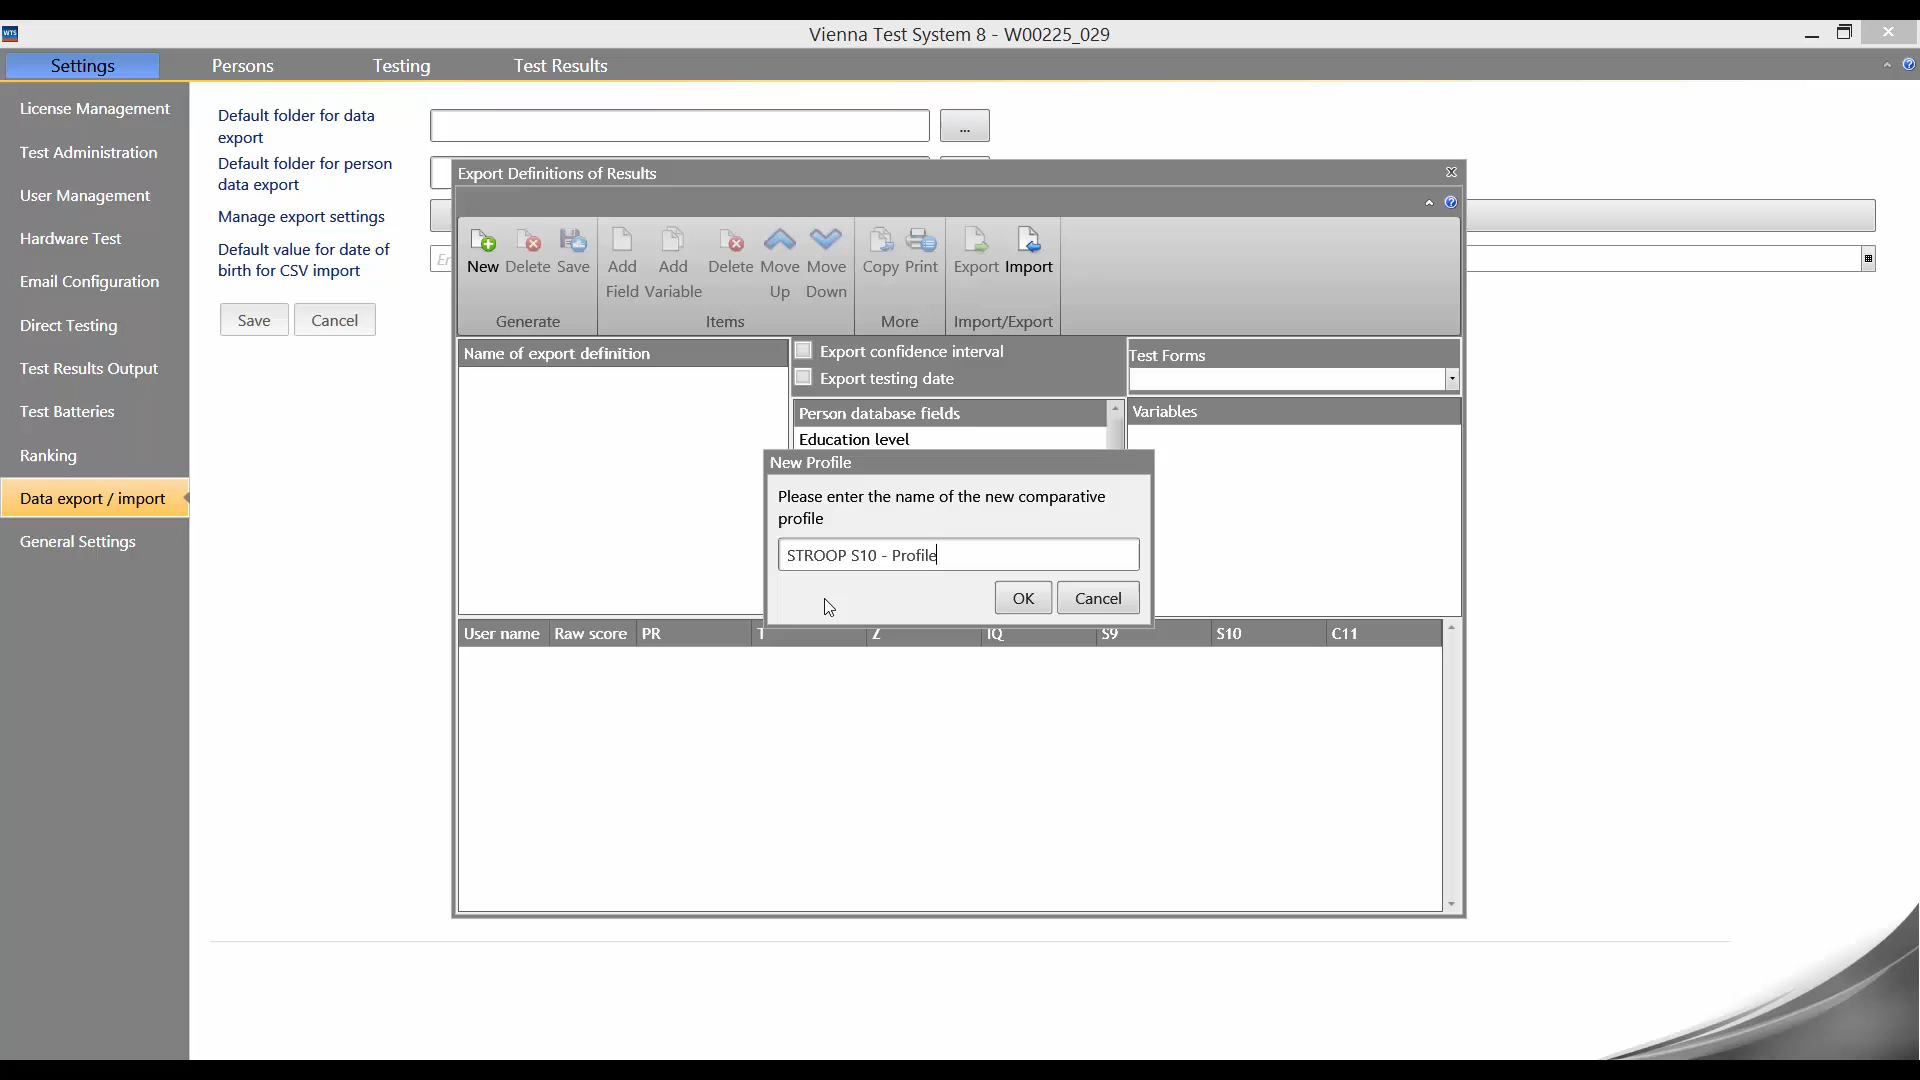 WTS
Vienna Test System 8 - W00225_029
Settings
Persons
Testing
Test Results
License Management
Test Administration
User Management
Hardware Test
Email Configuration
Direct Testing
Test Results Output
Test Batteries
Ranking
Data export / import
General Settings
Default folder for data
export
...
Default folder for person
data export
Manage export settings
Default value for date of
birth for CSV import
Save
Cancel
Export Definitions of Results
New
Delete
Save
Generate
Add
Field
Add
Variable
Delete
Move
Up
Move
Down
Items
Copy
Print
More
Export
Import
Import/Export
Name of export definition
Export confidence interval
Export testing date
Person database fields
Education level
Test Forms
Variables
New Profile
Please enter the name of the new comparative
profile
STROOP S10 - Profile
OK
Cancel
User name
Raw score
PR
T
Z
IQ
S9
S10
C11